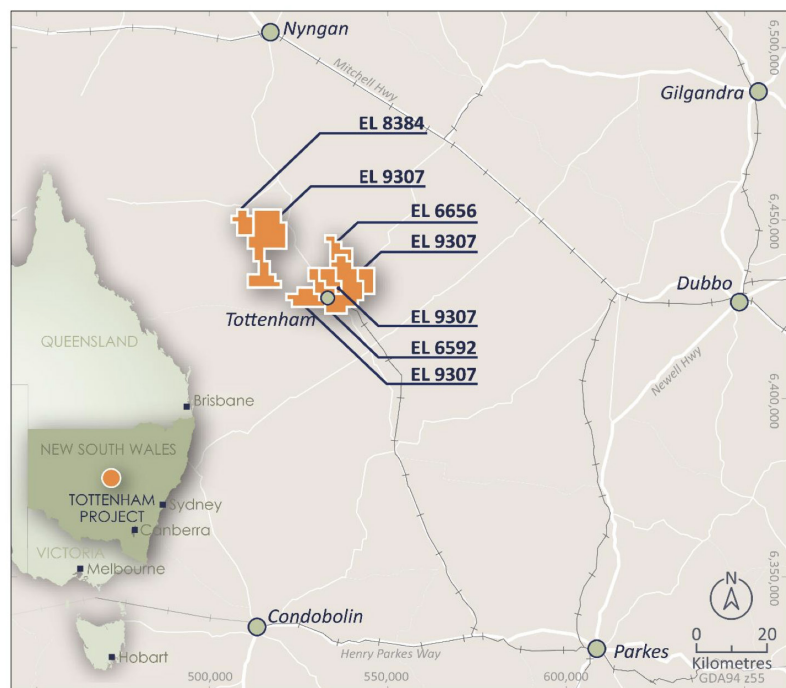 Nyngan
6,500,000
Mitchell Hwy
Gilgandra
EL 8384
EL 9307
EL 6656
6,450,000
EL 9307
Dubbo
EL 9307
Tottenham
QUEENSLAND
EL 6592
EL 9307
Newell Hwy
6,400,000
Brisbane
NEW SOUTH WALES
TOTTENHAM
PROJECT
Sydney
Canberra
VICTORIA
Melbourne
6,350,000
N
Condobolin
0 20
Kilometres
Henry Parkes Way
Parkes
Hobart
500,000
550,000
600,000
GDA94 z55